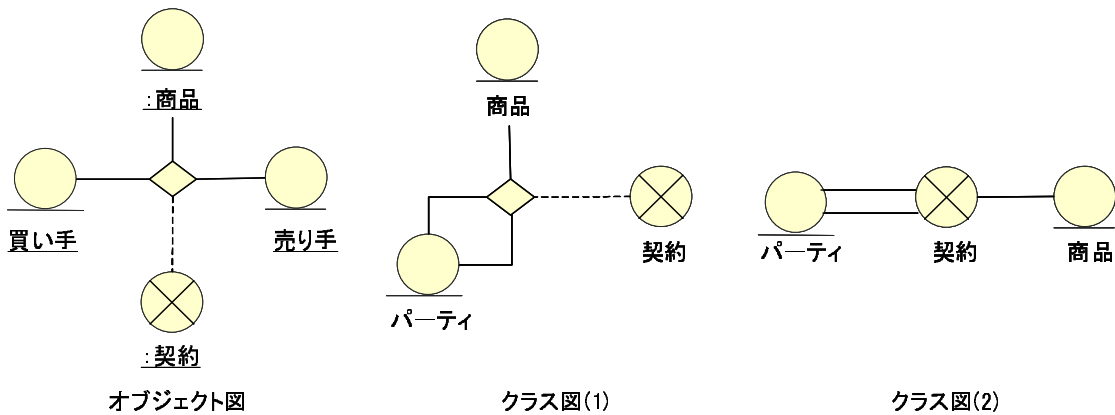 :商品
買い手
売り手
:契約
オブジェクト図
商品
契約
パーティ
クラス図(1)
パーティ
契約
商品
クラス図(2)